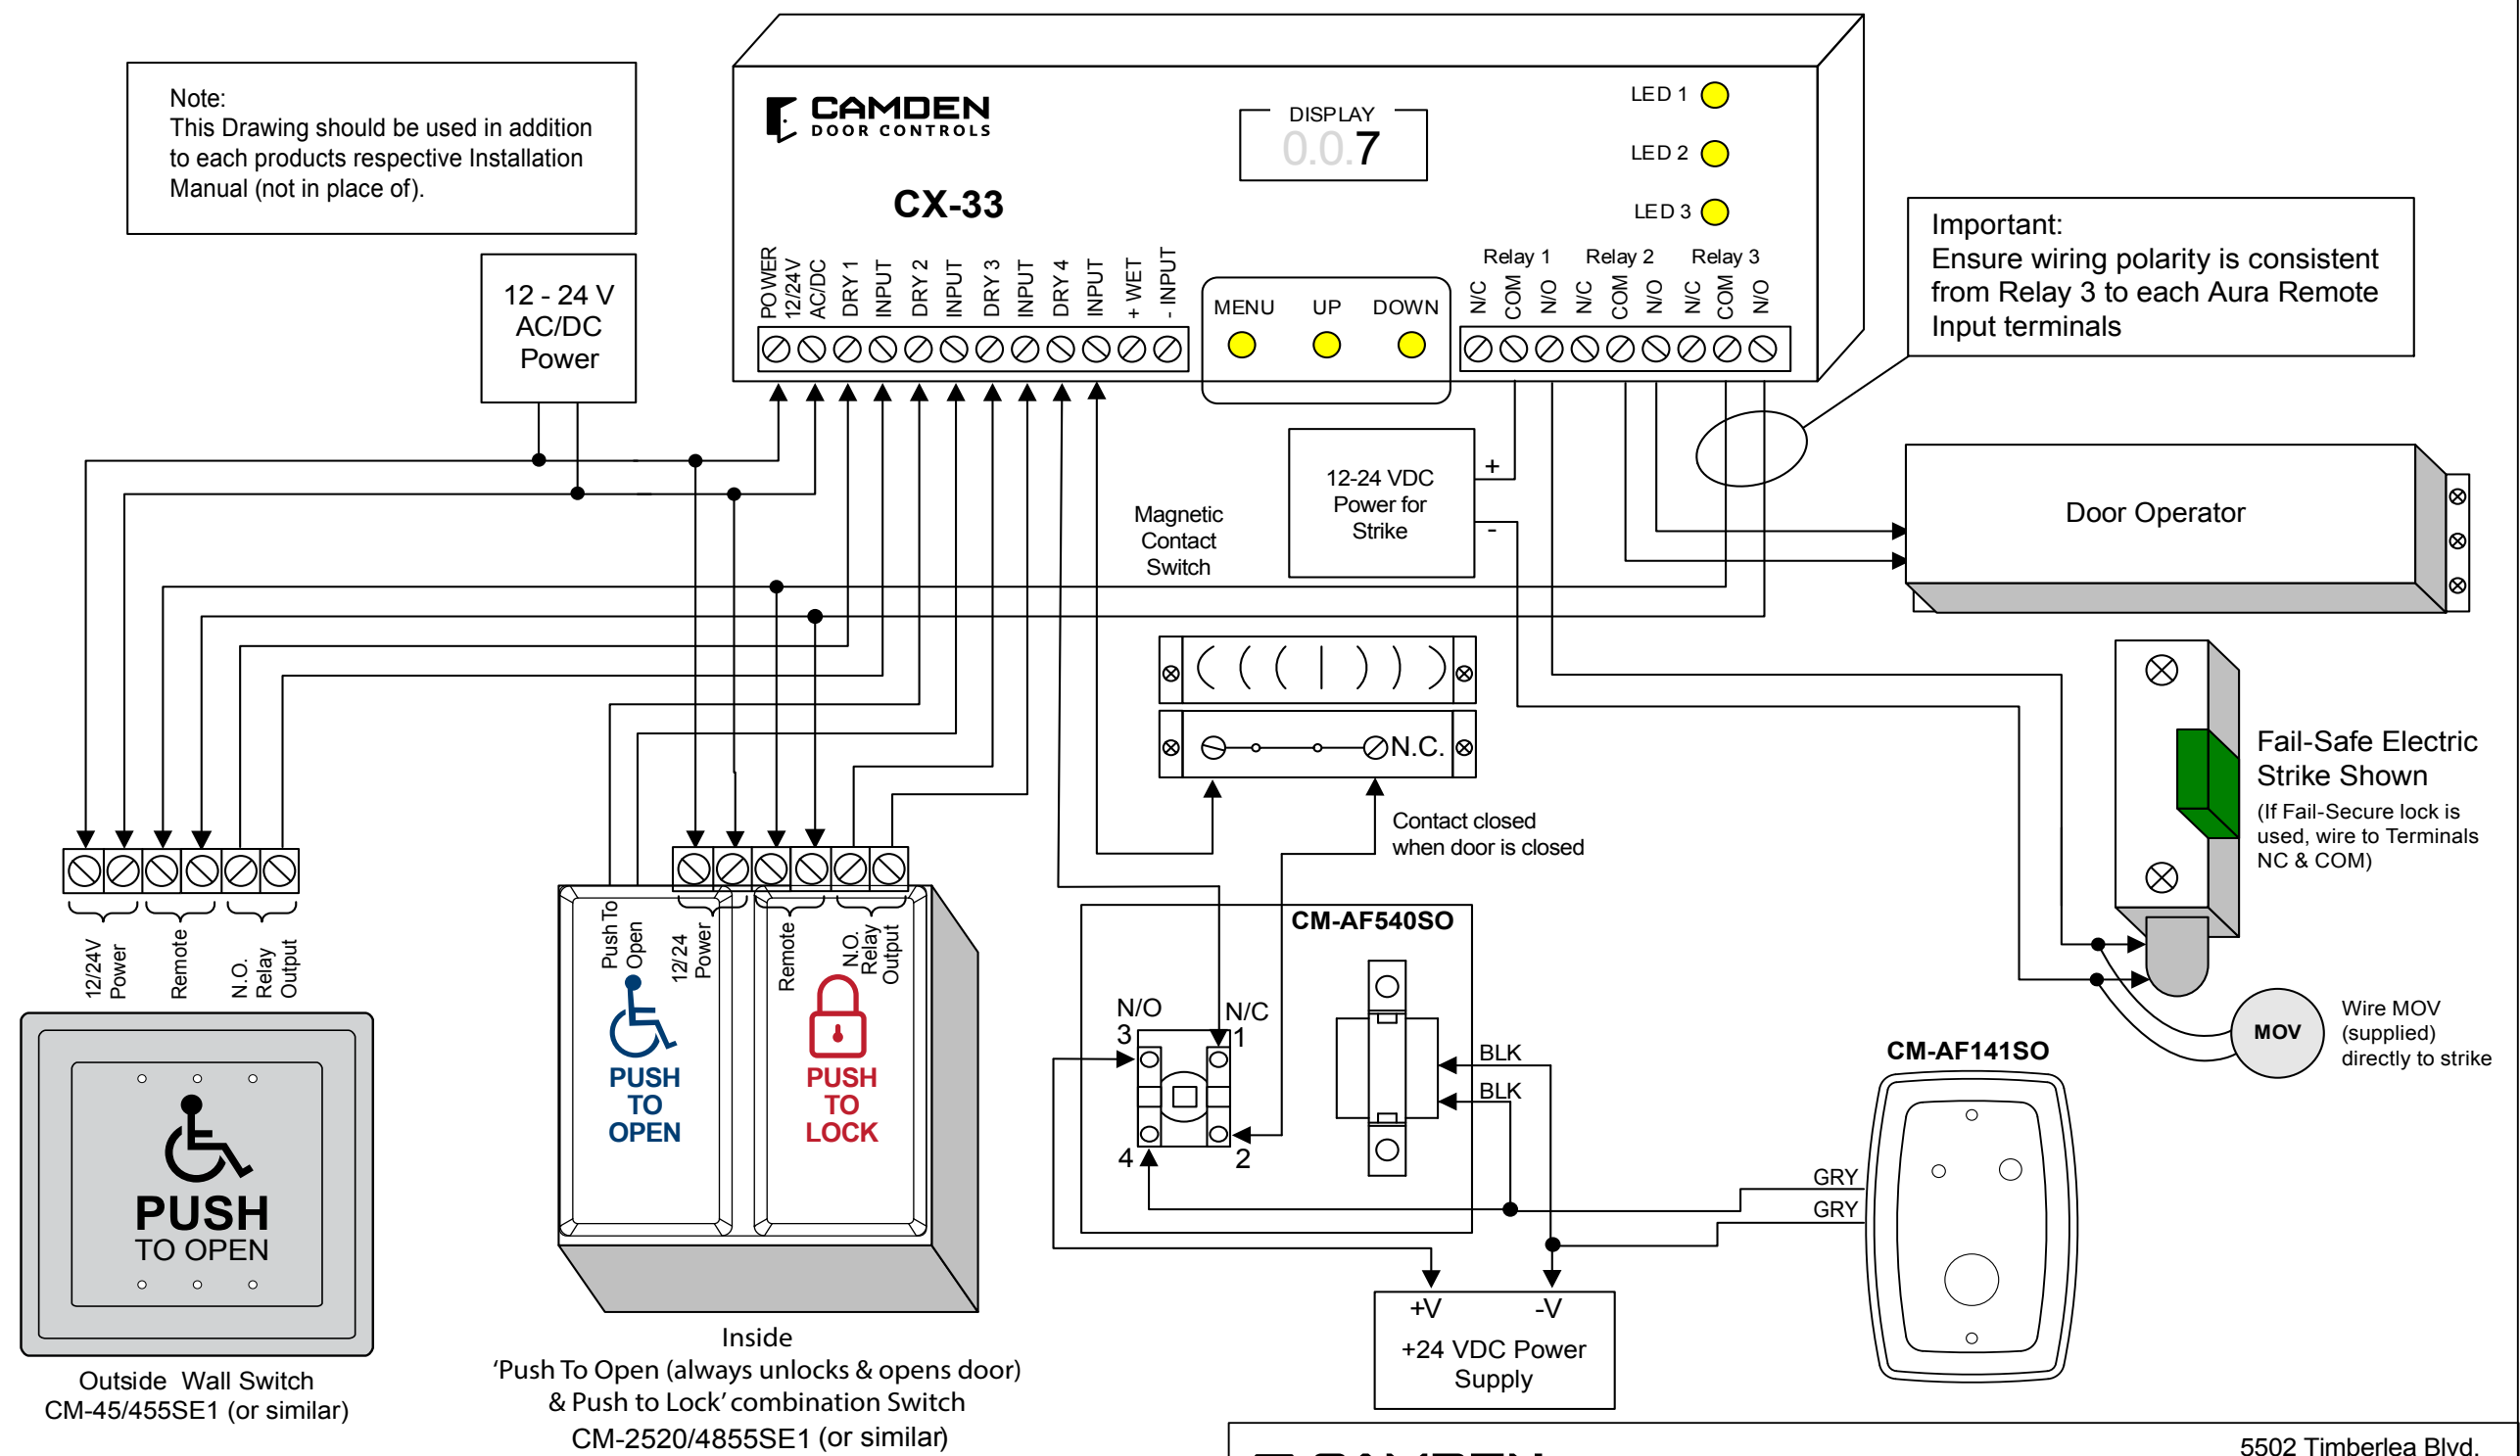 Note:
This Drawing should be used in addition
to each products respective Installation
Manual (not in place of).
CAMDEN
DOOR CONTROLS
CX-33
DISPLAY
0.0.7
LED 1
LED 2
LED 3
12 - 24 V
AC/DC
Power
POWER
12/24V
AC/DC
DRY 1
INPUT
DRY 2
INPUT
DRY 3
INPUT
DRY 4
INPUT
+ WET
- INPUT
MENU UP DOWN
Relay 1 Relay 2 Relay 3
N/C
COM
N/O
N/C
COM
N/O
N/C
COM
N/O
Important:
Ensure wiring polarity is consistent
from Relay 3 to each Aura Remote
Input terminals
12-24 VDC
Power for
Strike
+
-
Magnetic
Contact
Switch
Door Operator
N.C.
Contact closed
when door is closed
Fail-Safe Electric
Strike Shown
(If Fail-Secure lock is
used, wire to Terminals
NC & COM)
MOV
Wire MOV
(supplied)
directly to strike
12/24V
Power
Remote
N.O.
Relay
Output
PUSH
TO OPEN
Outside Wall Switch
CM-45/455SE1 (or similar)
Push To
Open
12/24
Power
Remote
N.O.
Relay
Output
PUSH
TO
OPEN
PUSH
TO
LOCK
Inside
'Push To Open (always unlocks & opens door)
& Push to Lock' combination Switch
CM-2520/4855SE1 (or similar)
CM-AF540SO
N/O
3
N/C
1
4
2
BLK
BLK
GRY
GRY
CM-AF141SO
+V -V
+24 VDC Power
Supply
CAMDEN
5502 Timberlea Blvd.